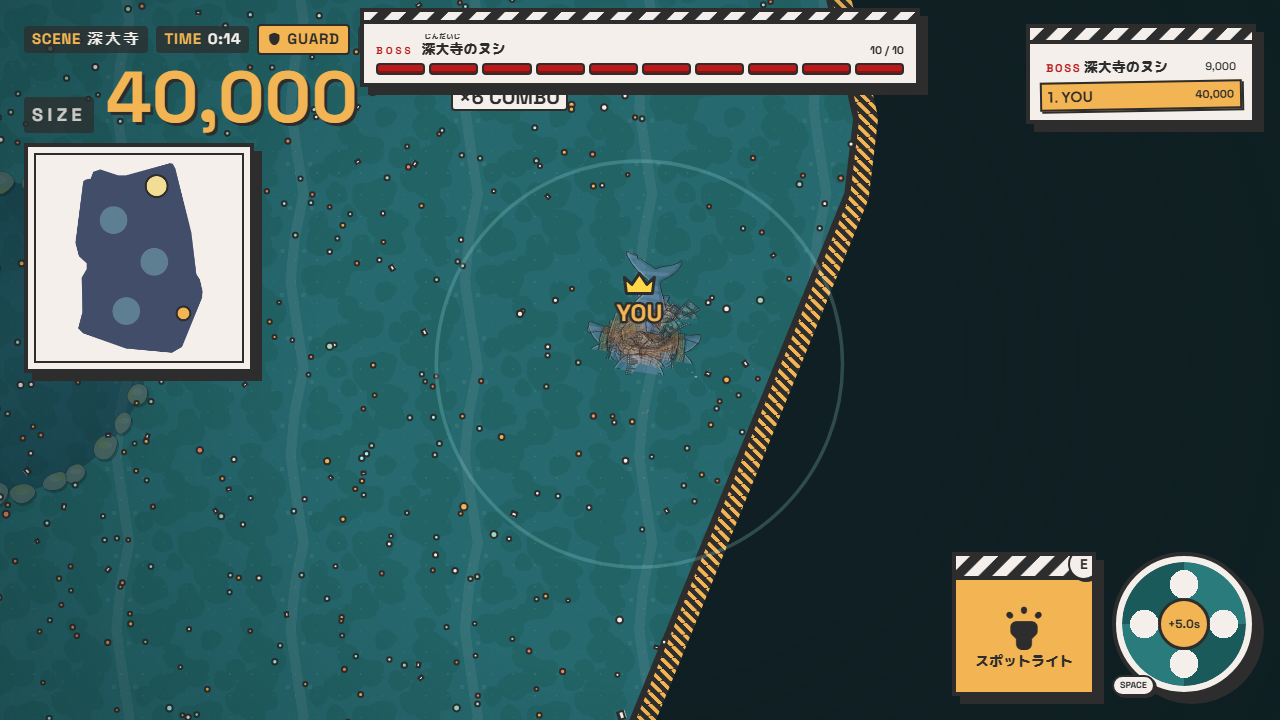 SCENE 深大寺
TIME 0:14
GUARD
SIZE 40,000
じんだいじ
BOSS 深大寺のヌシ 10 / 10
×6 COMBO
BOSS 深大寺のヌシ 9,000
1. YOU 40,000
YOU
E
スポットライト
+5.0s
SPACE